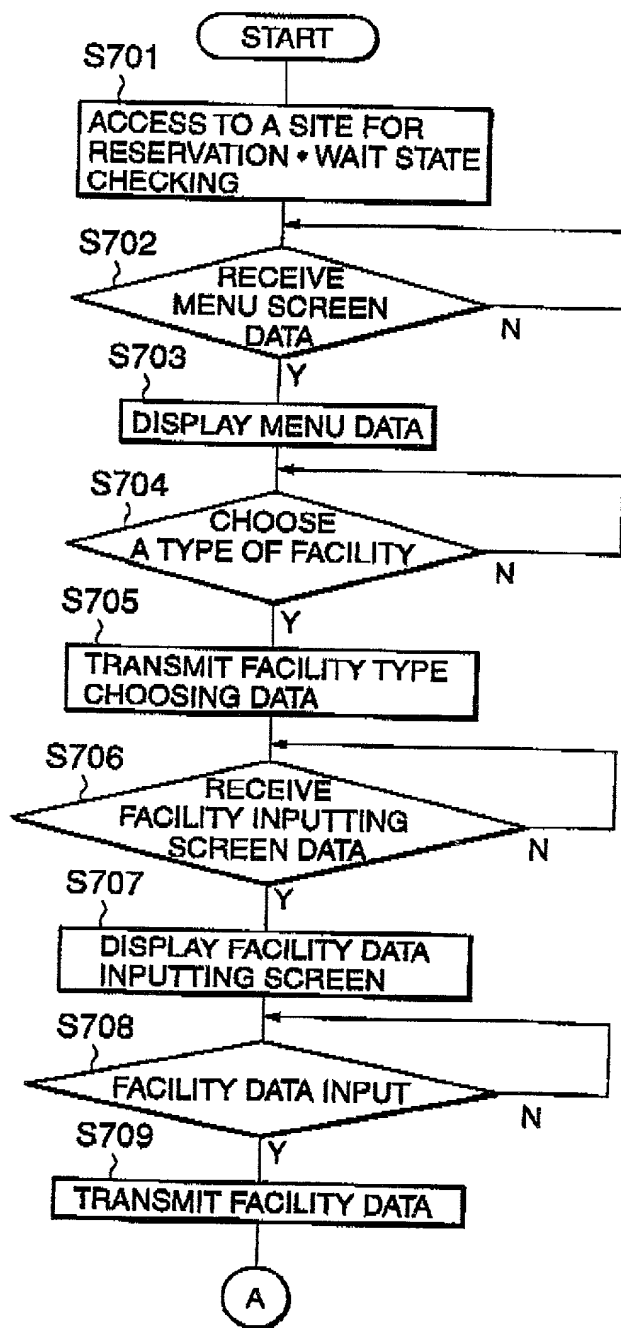 START
S701
ACCESS TO A SITE FOR
RESERVATION • WAIT STATE
CHECKING
S702
RECEIVE
MENU SCREEN
DATA
N
Y
S703
DISPLAY MENU DATA
S704
CHOOSE
A TYPE OF FACILITY
N
Y
S705
TRANSMIT FACILITY TYPE
CHOOSING DATA
S706
RECEIVE
FACILITY INPUTTING
SCREEN DATA
N
Y
S707
DISPLAY FACILITY DATA
INPUTTING SCREEN
S708
FACILITY DATA INPUT
N
Y
S709
TRANSMIT FACILITY DATA
A